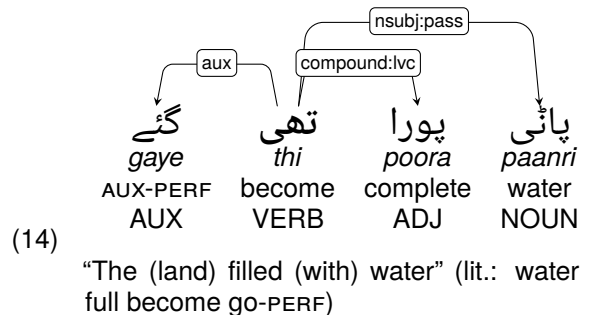 nsubj:pass
aux compound:lvc
پاݨی پورا تھی گئے
gaye thi poora paanri
AUX-PERF become complete water
AUX VERB ADJ NOUN
(14)
“The (land) filled (with) water” (lit.: water
full become go-PERF)